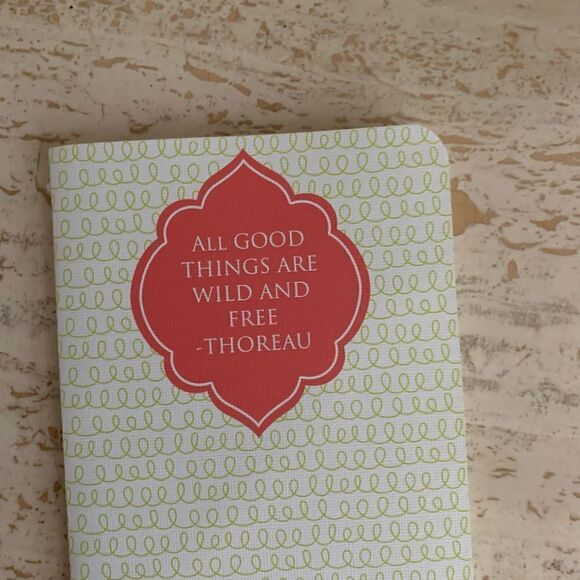 ALL GOOD
THINGS ARE
WILD AND
FREE
-THOREAU